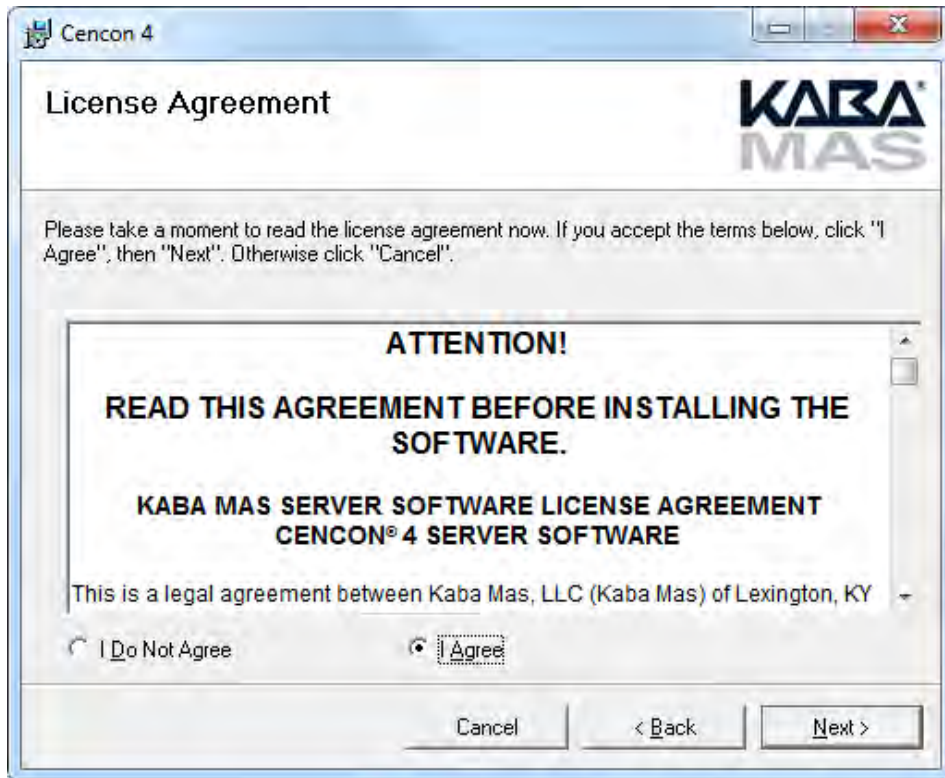 Cencon 4
License Agreement
KABA®
MAS
Please take a moment to read the license agreement now. If you accept the terms below, click "I
Agree", then "Next". Otherwise click "Cancel".
ATTENTION!
READ THIS AGREEMENT BEFORE INSTALLING THE
SOFTWARE.
KABA MAS SERVER SOFTWARE LICENSE AGREEMENT
CENCON® 4 SERVER SOFTWARE
This is a legal agreement between Kaba Mas, LLC (Kaba Mas) of Lexington, KY
I Do Not Agree
I Agree
Cancel
< Back
Next >